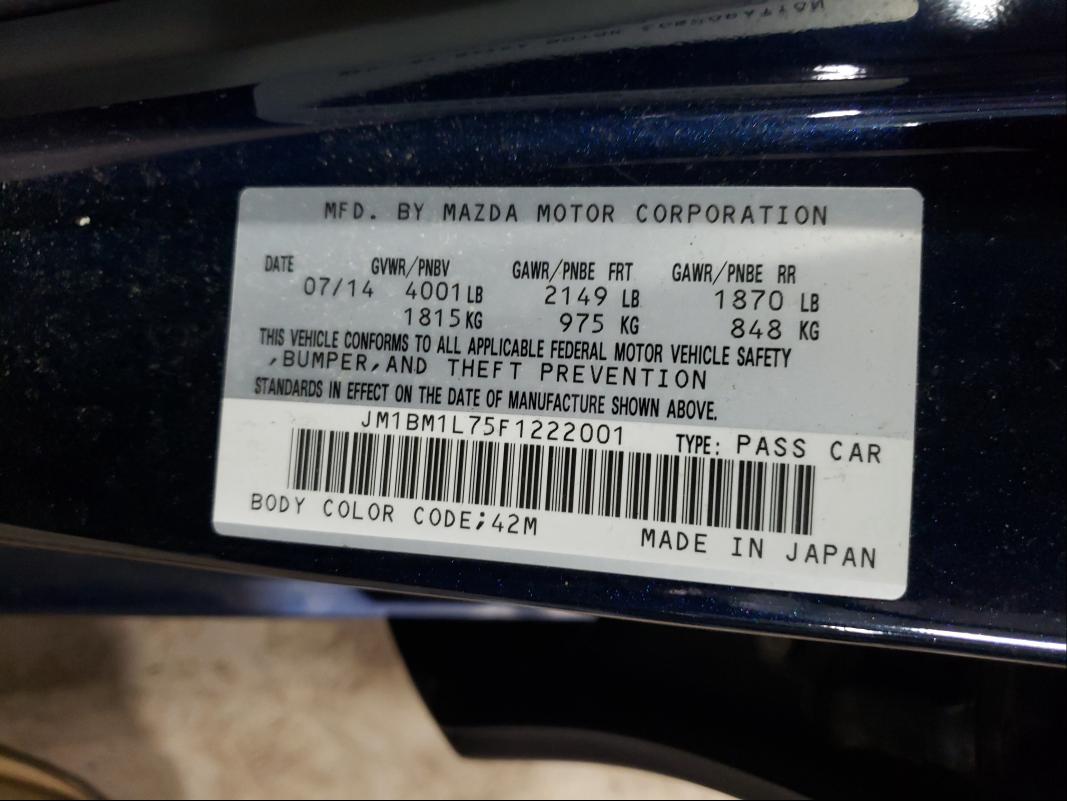 MFD. BY MAZDA MOTOR CORPORATION
DATE GVWR/PNBV GAWR/PNBE FRT GAWR/PNBE RR
07/14 4001 LB 2149 LB 1870 LB
1815 KG 975 KG 848 KG
THIS VEHICLE CONFORMS TO ALL APPLICABLE FEDERAL MOTOR VEHICLE SAFETY
,BUMPER,AND THEFT PREVENTION
STANDARDS IN EFFECT ON THE DATE OF MANUFACTURE SHOWN ABOVE.
JM1BM1L75F1222001 TYPE: PASS CAR
BODY COLOR CODE;42M MADE IN JAPAN